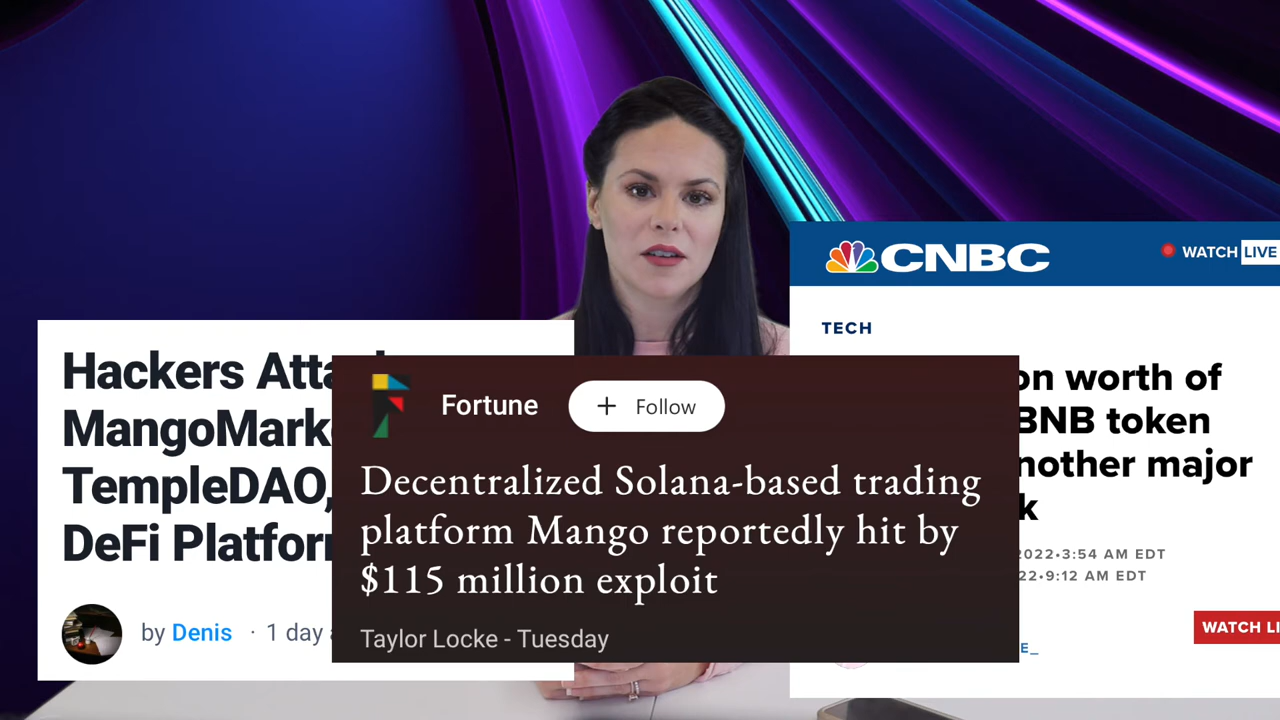 Hackers
MangoMark
TempleDAO,
DeFi
by Denis · 1 day
Fortune
+ Follow
Decentralized Solana-based trading
platform Mango reportedly hit by
$115 million exploit
Taylor Locke - Tuesday
CNBC
WATCH LIVE
TECH
on worth of
BNB token
nother major
k
2022•3:54 AM EDT
22•9:12 AM EDT
WATCH LI
E_